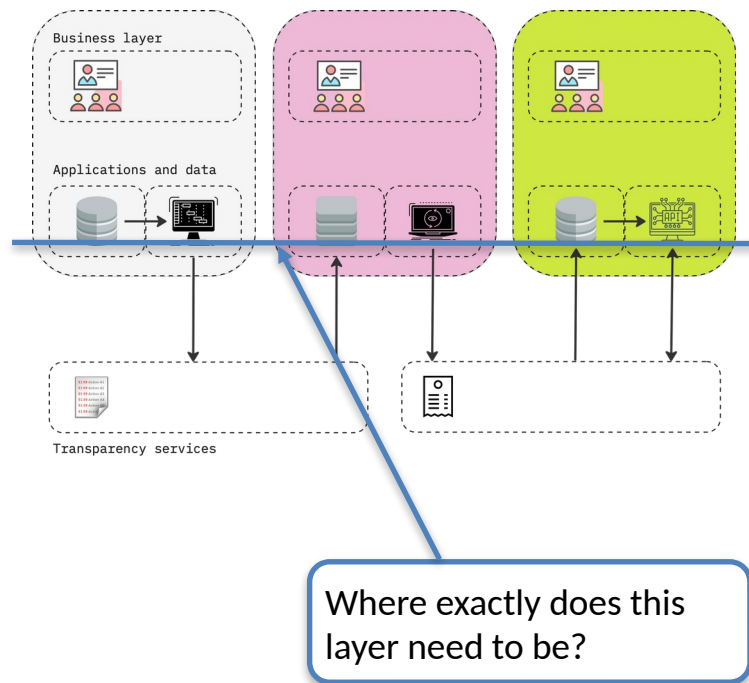 Business layer
Applications and data
API
Transparency services
Where exactly does this
layer need to be?